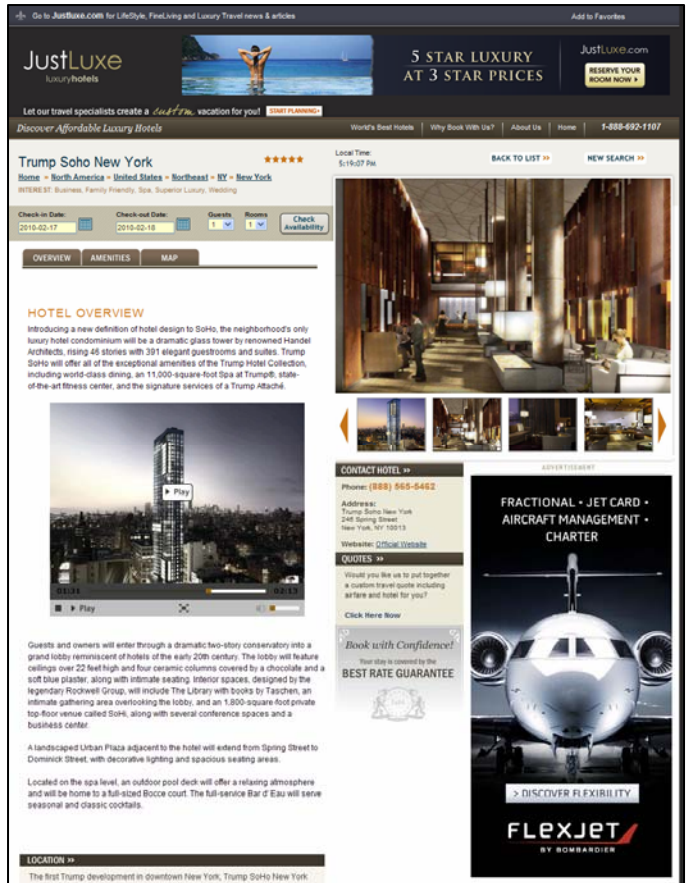 Go to Justluxe.com for LifeStyle, FineLiving and Luxury Travel news & articles
Add to Favorites
JustLuxe
luxuryhotels
5 STAR LUXURY
AT 3 STAR PRICES
JustLuxe.com
RESERVE YOUR
ROOM NOW
Let our travel specialists create a custom vacation for you! START PLANNING
Discover Affordable Luxury Hotels
World's Best Hotels | Why Book With Us? | About Us | Home | 1-888-692-1107
Trump Soho New York
Home » North America » United States » Northeast » NY » New York
INTEREST: Business, Family Friendly, Spa, Superior Luxury, Wedding
Local Time:
5:19:07 PM
BACK TO LIST »
NEW SEARCH »
Check-in Date:
Check-out Date:
Guests
Rooms
2010-02-17
2010-02-18
1
1
Check
Availability
OVERVIEW
AMENITIES
MAP
HOTEL OVERVIEW
Introducing a new definition of hotel design to SoHo, the neighborhood's only
luxury hotel condominium will be a dramatic glass tower by renowned Handel
Architects, rising 46 stories with 391 elegant guestrooms and suites. Trump
SoHo will offer all of the exceptional amenities of the Trump Hotel Collection,
including world-class dining, an 11,000-square-foot Spa at Trump®, state-
of-the-art fitness center, and the signature services of a Trump Attaché.
Play
01:31
02:13
Play
Guests and owners will enter through a dramatic two-story conservatory into a
grand lobby reminiscent of hotels of the early 20th century. The lobby will feature
ceilings over 22 feet high and four ceramic columns covered by a chocolate and a
soft blue plaster, along with intimate seating. Interior spaces, designed by the
legendary Rockwell Group, will include The Library with books by Taschen, an
intimate gathering area overlooking the lobby, and an 1,800-square-foot private
top-floor venue called SoHi, along with several conference spaces and a
business center.
A landscaped Urban Plaza adjacent to the hotel will extend from Spring Street to
Dominick Street, with decorative lighting and spacious seating areas.
Located on the spa level, an outdoor pool deck will offer a relaxing atmosphere
and will be home to a full-sized Bocce court. The full-service Bar d' Eau will serve
seasonal and classic cocktails.
LOCATION »
The first Trump development in downtown New York, Trump SoHo New York
CONTACT HOTEL »
Phone: (888) 565-5462
Address:
Trump Soho New York
246 Spring Street
New York, NY 10013
Website: Official Website
QUOTES »
Would you like us to put together
a custom travel quote including
airfare and hotel for you?
Click Here Now
Book with Confidence!
Your stay is covered by the
BEST RATE GUARANTEE
ADVERTISEMENT
FRACTIONAL • JET CARD •
AIRCRAFT MANAGEMENT •
CHARTER
> DISCOVER FLEXIBILITY
FLEXJET
BY BOMBARDIER